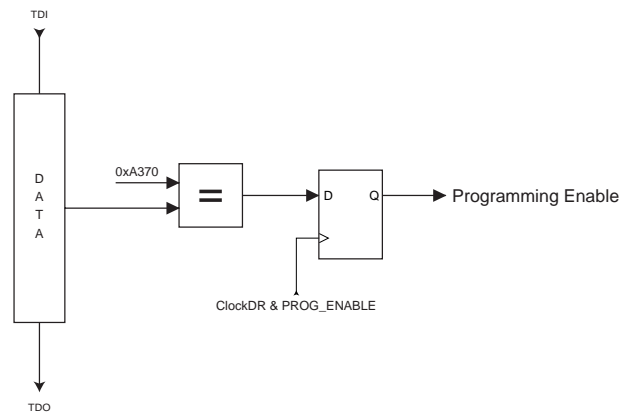 TDI
D
A
T
A
0xA370
=
D Q
Programming Enable
ClockDR & PROG_ENABLE
TDO